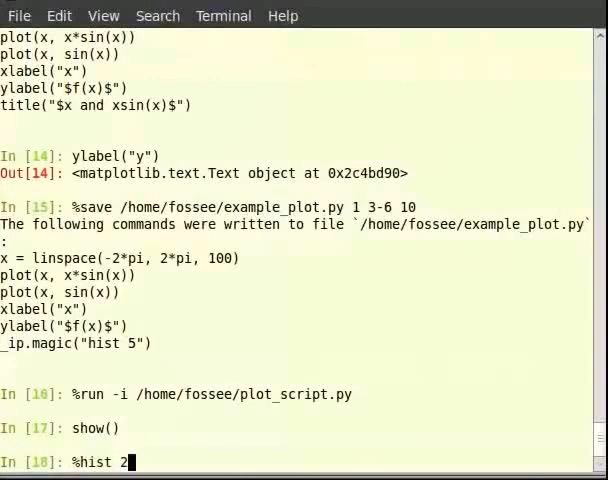 File Edit View Search Terminal Help
plot(x, x*sin(x))
plot(x, sin(x))
xlabel("x")
ylabel("$f(x)$")
title("$x and xsin(x)$")
In [14]: ylabel("y")
Out[14]: <matplotlib.text.Text object at 0x2c4bd90>
In [15]: %save /home/fossee/example_plot.py 1 3-6 10
The following commands were written to file `/home/fossee/example_plot.py`
:
x = linspace(-2*pi, 2*pi, 100)
plot(x, x*sin(x))
plot(x, sin(x))
xlabel("x")
ylabel("$f(x)$")
_ip.magic("hist 5")
In [16]: %run -i /home/fossee/plot_script.py
In [17]: show()
In [18]: %hist 2